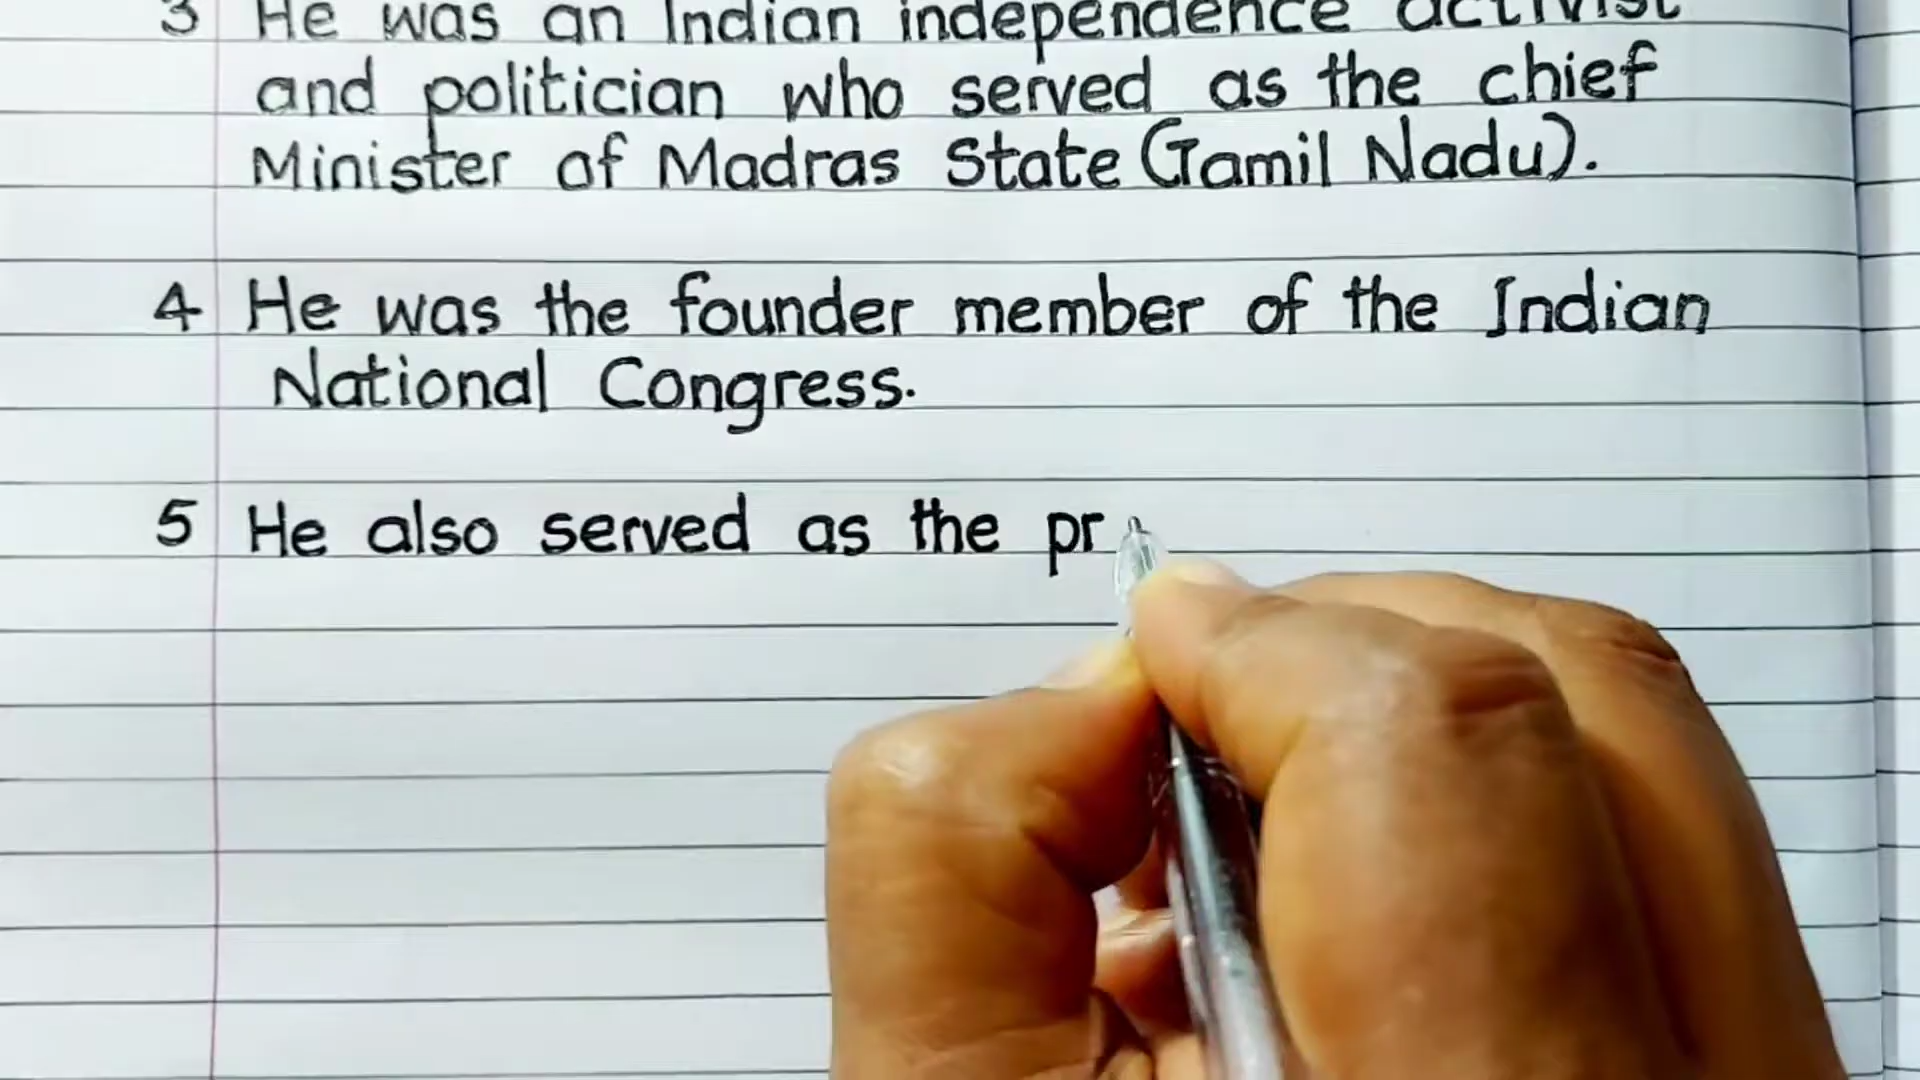 3 He was an Indian independence activist
and politician who served as the chief
Minister of Madras State (Tamil Nadu).
4 He was the founder member of the Indian
National Congress.
5 He also served as the pr